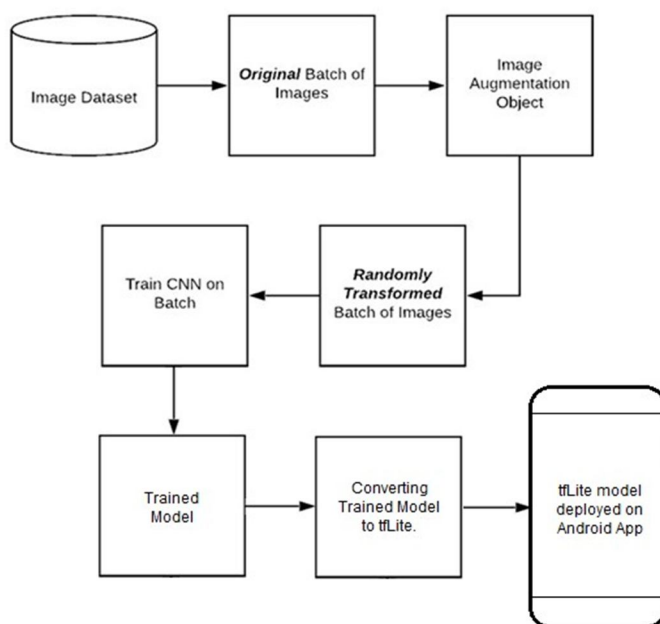 Image Dataset
Original Batch of
Images
Image
Augmentation
Object
Randomly
Transformed
Batch of Images
Train CNN on
Batch
Trained
Model
Converting
Trained Model
to tfLite.
tfLite model
deployed on
Android App